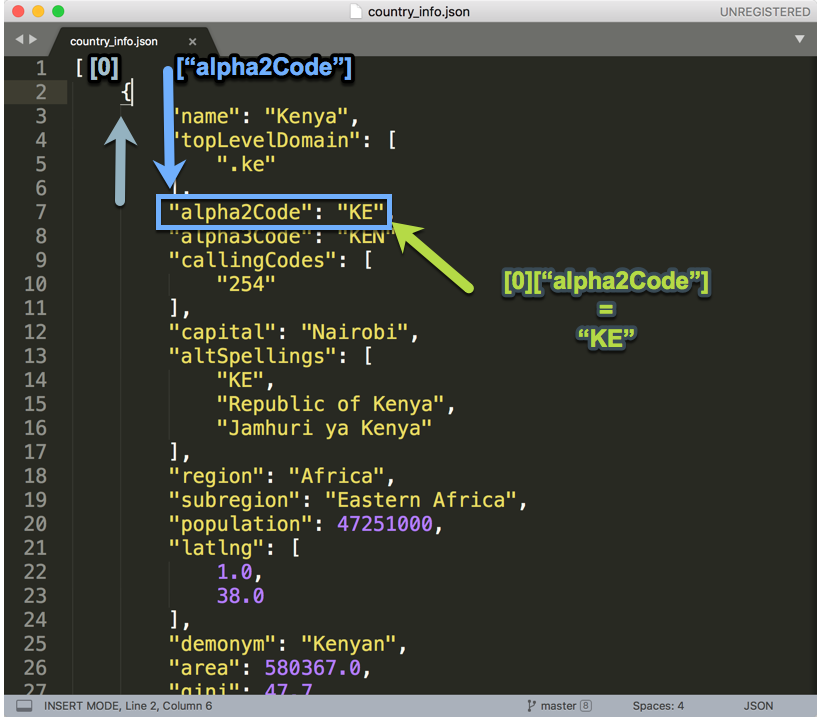 country_info.json
UNREGISTERED
country_info.json ×
[0] ["alpha2Code"]
1 [
2 {
3 "name": "Kenya",
4 "topLevelDomain": [
5 ".ke"
6 ],
7 "alpha2Code": "KE",
8 "alpha3Code": "KEN"
9 "callingCodes": [
10 "254"
11 ],
12 "capital": "Nairobi",
13 "altSpellings": [
14 "KE",
15 "Republic of Kenya",
16 "Jamhuri ya Kenya"
17 ],
18 "region": "Africa",
19 "subregion": "Eastern Africa",
20 "population": 47251000,
21 "latlng": [
22 1.0,
23 38.0
24 ],
25 "demonym": "Kenyan",
26 "area": 580367.0,
27 "gini": 47.7
[0][“alpha2Code”]
=
“KE”
INSERT MODE, Line 2, Column 6
master 8
Spaces: 4
JSON